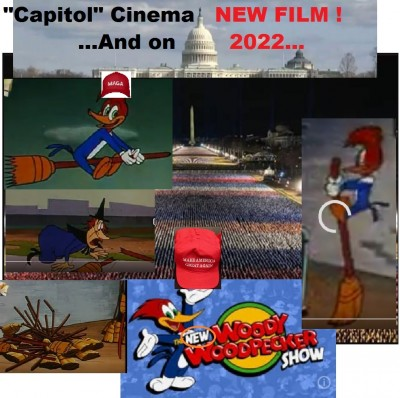 "Capitol" Cinema NEW FILM !
...And on 2022...
MAGA
MAKE AMERICA
GREAT AGAIN
NEW WOODY
WOODPECKER
SHOW